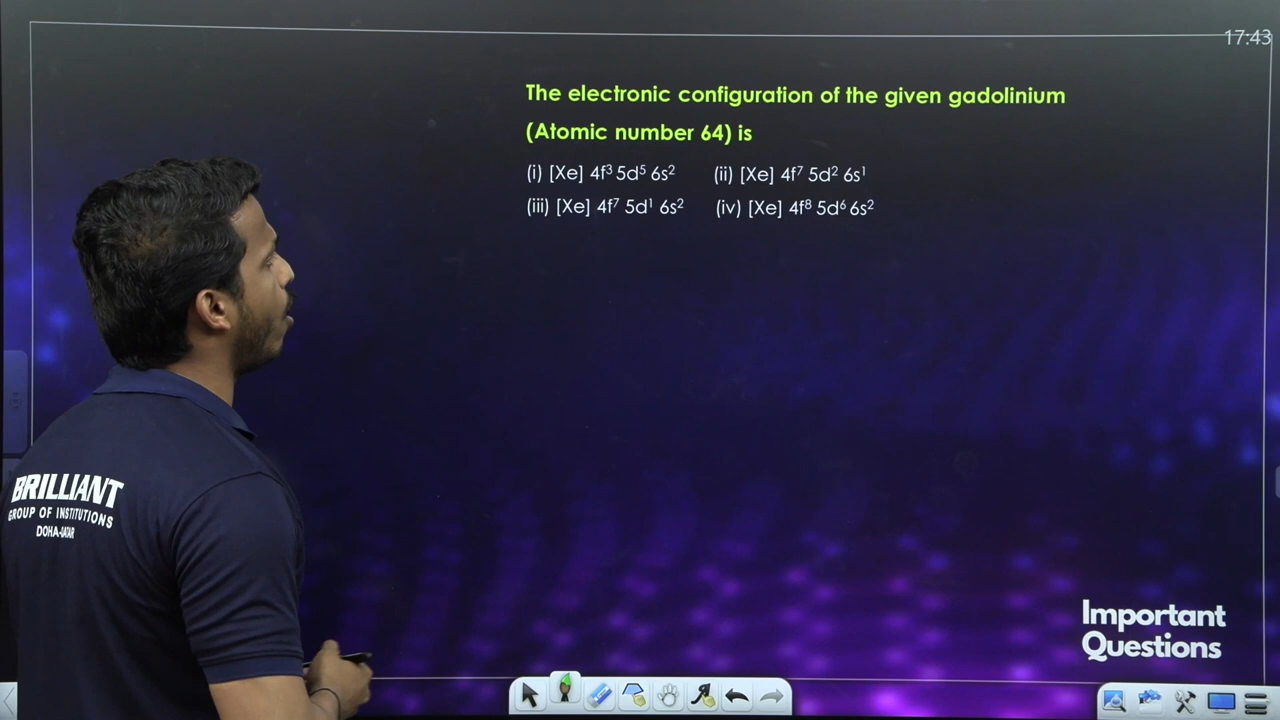 17:43
The electronic configuration of the given gadolinium
(Atomic number 64) is
(i) [Xe] 4f³ 5d⁵ 6s² (ii) [Xe] 4f⁷ 5d² 6s¹
(iii) [Xe] 4f⁷ 5d¹ 6s² (iv) [Xe] 4f⁸ 5d⁶ 6s²
BRILLIANT
GROUP OF INSTITUTIONS
DOHA-QATAR
Important
Questions